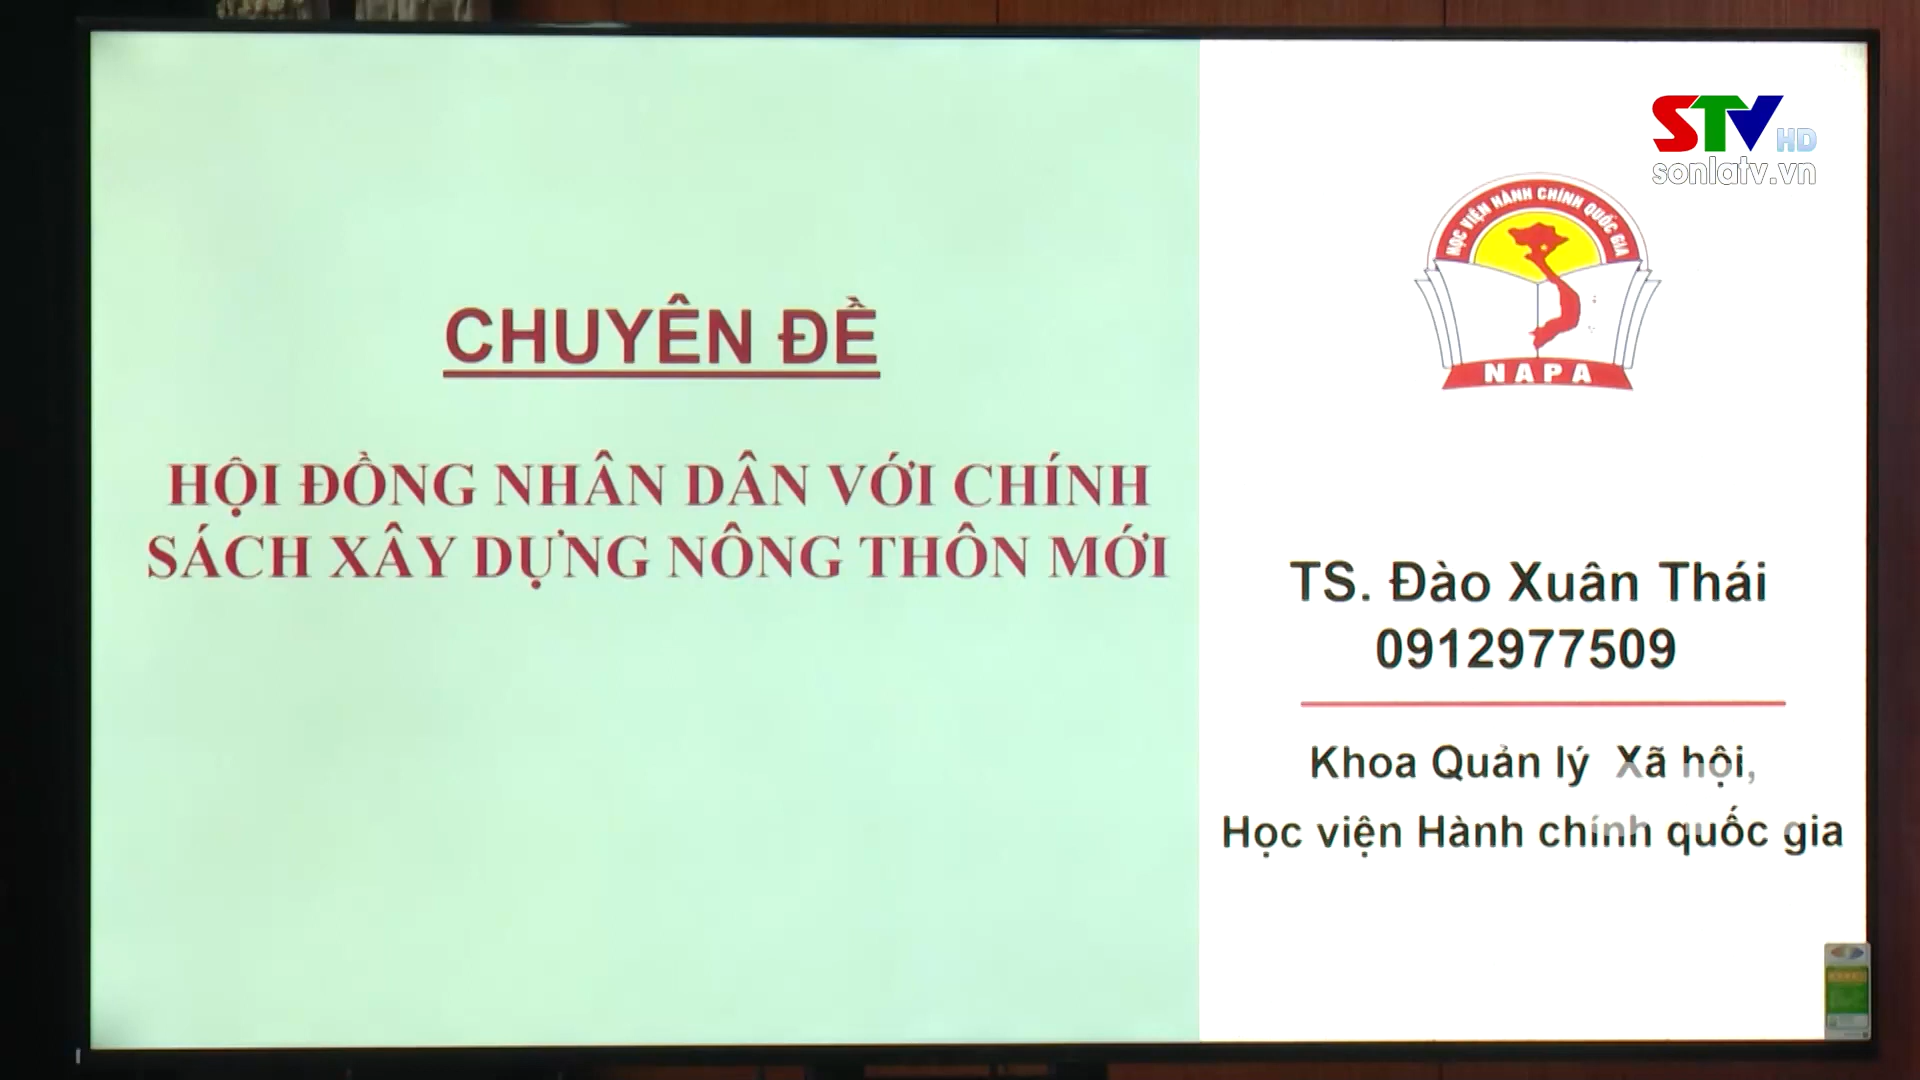 CHUYÊN ĐỀ
HỘI ĐỒNG NHÂN DÂN VỚI CHÍNH
SÁCH XÂY DỰNG NÔNG THÔN MỚI
STV HD
sonlatv.vn
HỌC VIỆN HÀNH CHÍNH QUỐC GIA
NAPA
TS. Đào Xuân Thái
0912977509
Khoa Quản lý Xã hội,
Học viện Hành chính quốc gia